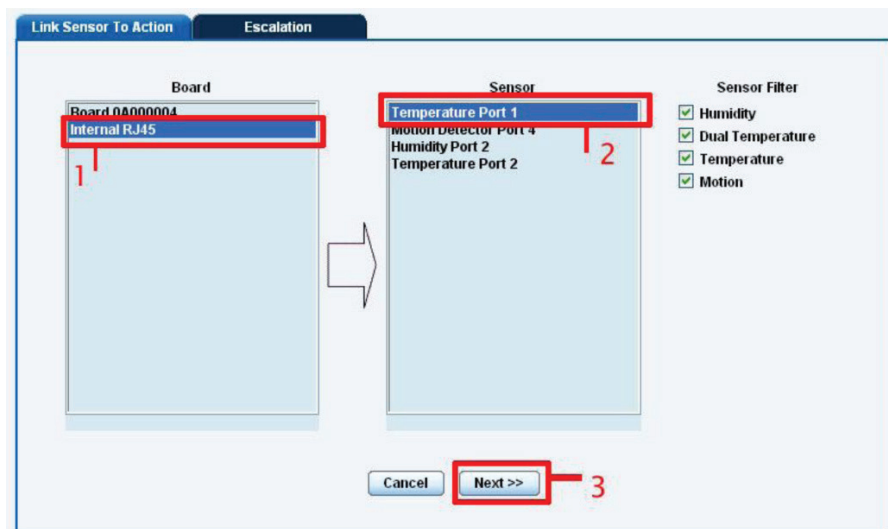 Link Sensor To Action
Escalation
Board
Board 0A000004
Internal RJ45
1
Sensor
Temperature Port 1
Motion Detector Port 4
Humidity Port 2
Temperature Port 2
2
Sensor Filter
Humidity
Dual Temperature
Temperature
Motion
Cancel
Next >>
3